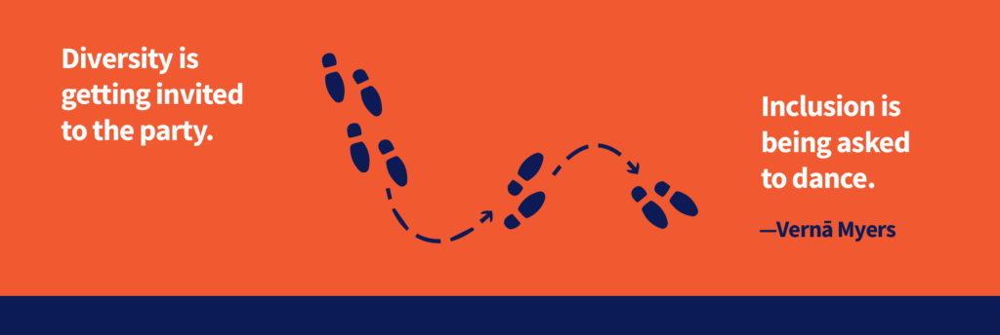 Diversity is
getting invited
to the party.
Inclusion is
being asked
to dance.
—Vernā Myers